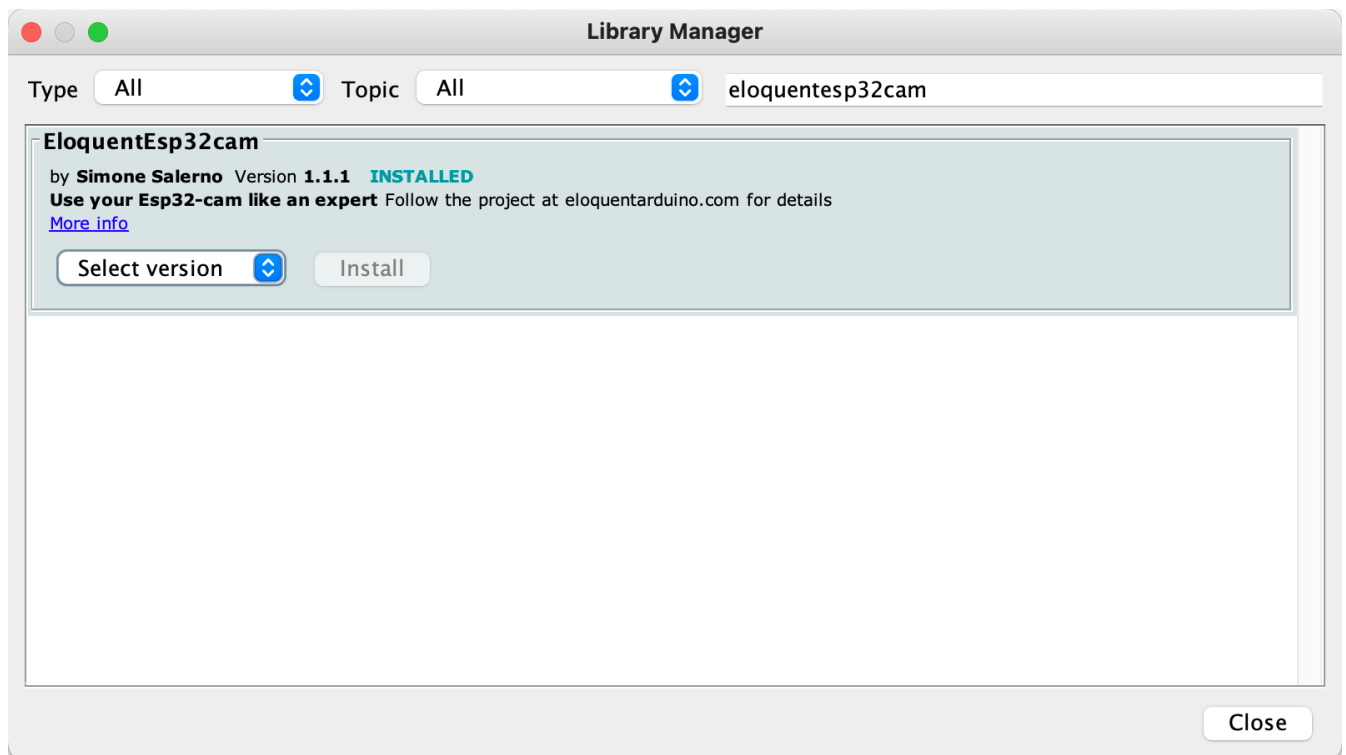 Library Manager
Type All Topic All eloquentesp32cam
EloquentEsp32cam
by Simone Salerno Version 1.1.1 INSTALLED
Use your Esp32-cam like an expert Follow the project at eloquentarduino.com for details
More info
Select version Install
Close